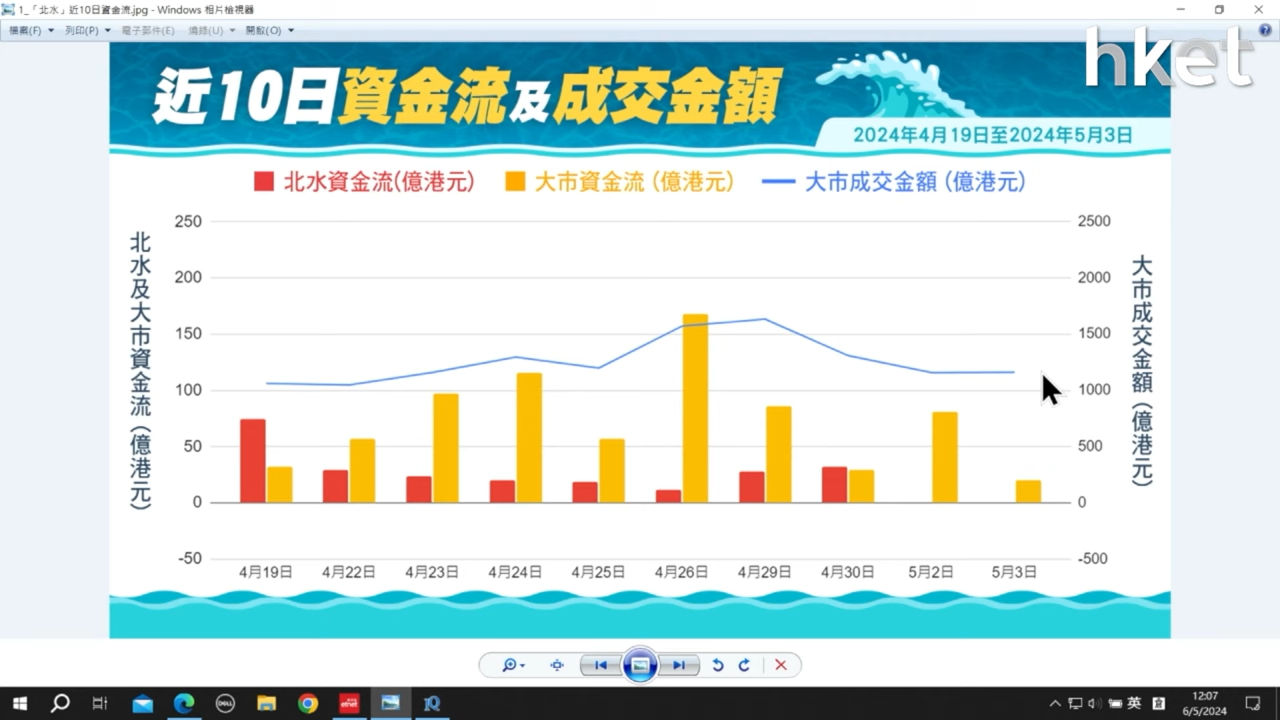 1_「北水」近10日資金流.jpg - Windows 相片檢視器
檔案(F) 列印(P) 電子郵件(E) 燒錄(U) 開啟(O)
hket
近10日資金流及成交金額
2024年4月19日至2024年5月3日
北水資金流(億港元) 大市資金流 (億港元) 大市成交金額 (億港元)
北水及大市資金流(億港元)
250
200
150
100
50
0
-50
2500
2000
1500
1000
500
0
-500
大市成交金額(億港元)
4月19日 4月22日 4月23日 4月24日 4月25日 4月26日 4月29日 4月30日 5月2日 5月3日
DELL
etnet
IQ
英
12:07
6/5/2024